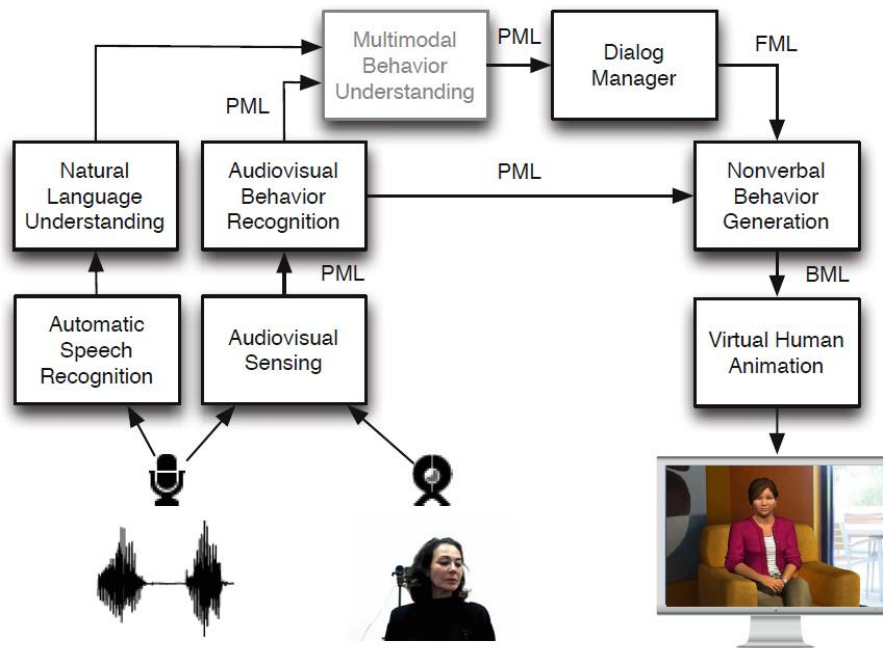 Multimodal
Behavior
Understanding
PML
Dialog
Manager
FML
PML
Natural
Language
Understanding
Audiovisual
Behavior
Recognition
PML
Nonverbal
Behavior
Generation
PML
BML
Automatic
Speech
Recognition
Audiovisual
Sensing
Virtual Human
Animation